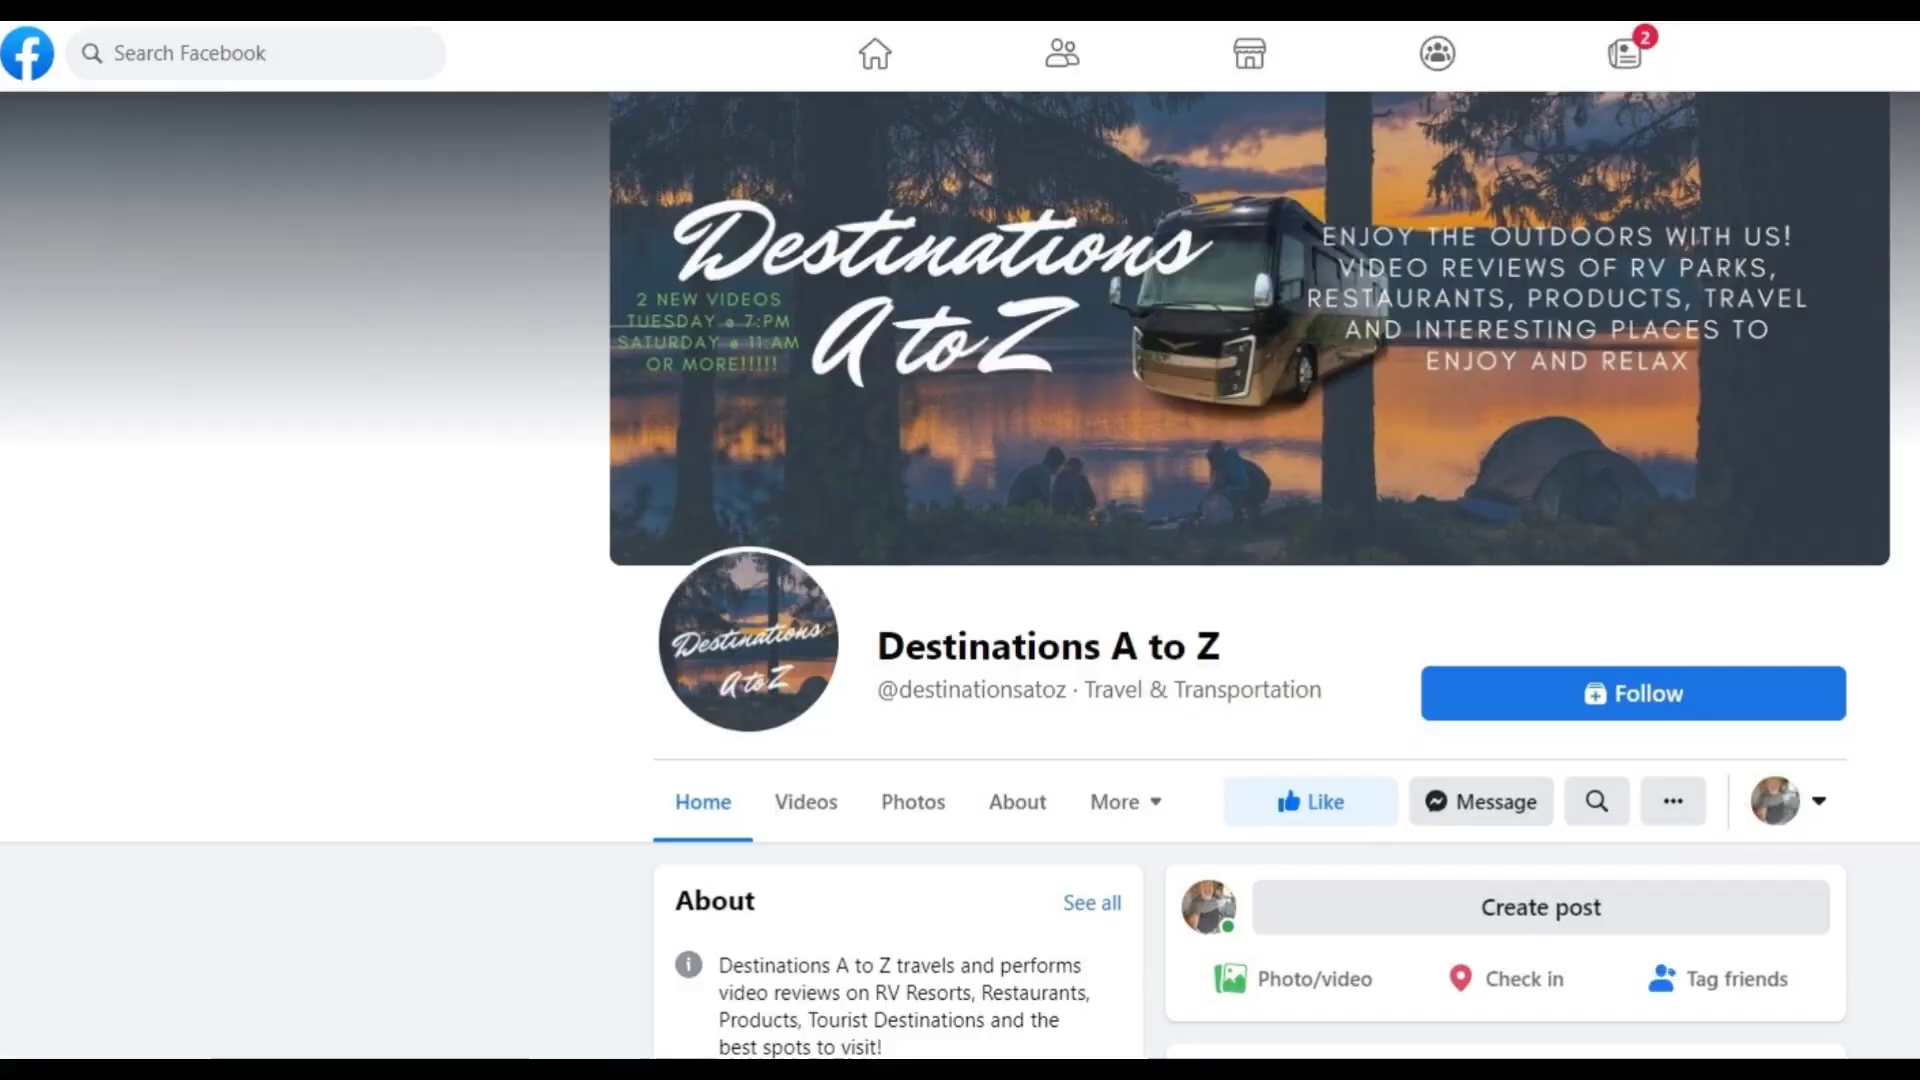 Search Facebook
2
Destinations
A to Z
2 NEW VIDEOS
TUESDAY @ 7:PM
SATURDAY @ 11:AM
OR MORE!!!!!
ENJOY THE OUTDOORS WITH US!
VIDEO REVIEWS OF RV PARKS,
RESTAURANTS, PRODUCTS, TRAVEL
AND INTERESTING PLACES TO
ENJOY AND RELAX
Destinations
A to Z
Destinations A to Z
@destinationsatoz · Travel & Transportation
Follow
Home Videos Photos About More Like Message
About See all
Destinations A to Z travels and performs
video reviews on RV Resorts, Restaurants,
Products, Tourist Destinations and the
best spots to visit!
Create post
Photo/video Check in Tag friends